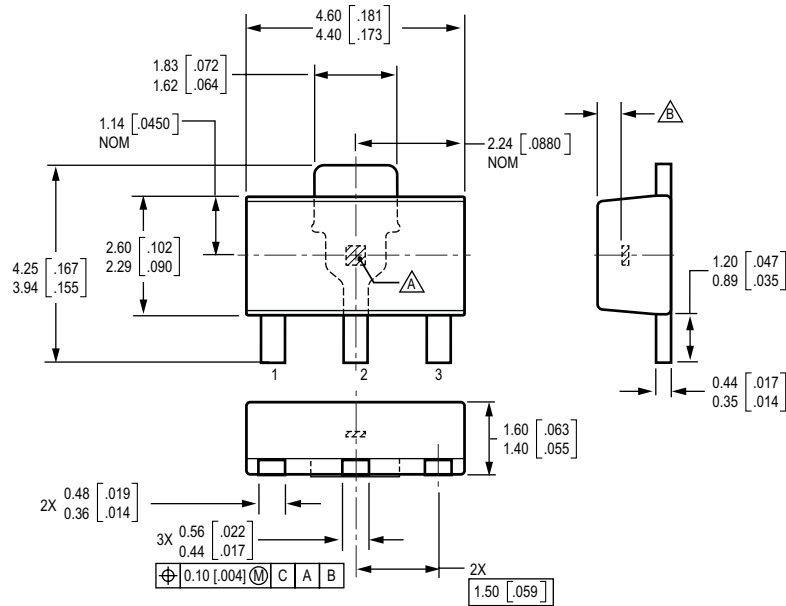 4.60 [.181]
4.40 [.173]
1.83 [.072]
1.62 [.064]
1.14 [.0450]
NOM
B
2.24 [.0880]
NOM
4.25 [.167]
3.94 [.155]
2.60 [.102]
2.29 [.090]
A
1.20 [.047]
0.89 [.035]
1 2 3
0.44 [.017]
0.35 [.014]
1.60 [.063]
1.40 [.055]
2X 0.48 [.019]
0.36 [.014]
3X 0.56 [.022]
0.44 [.017]
⌖ 0.10 [.004] Ⓜ C A B
2X
1.50 [.059]